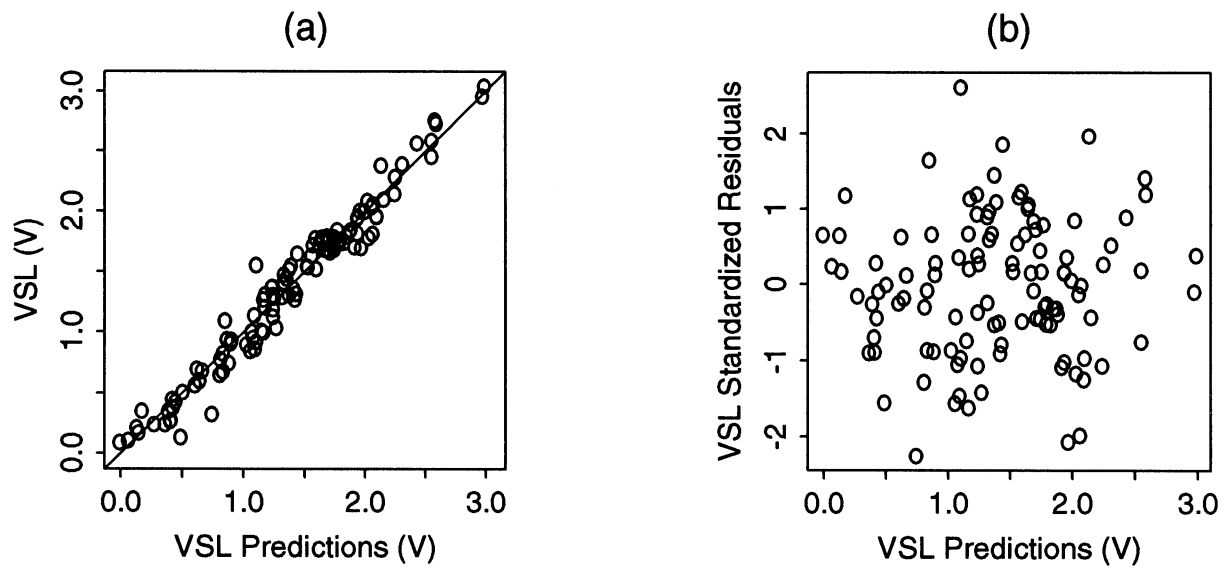 (a)
VSL (V)
3.0
2.0
1.0
0.0
0.0 1.0 2.0 3.0
VSL Predictions (V)
(b)
VSL Standardized Residuals
2
1
0
-1
-2
0.0 1.0 2.0 3.0
VSL Predictions (V)